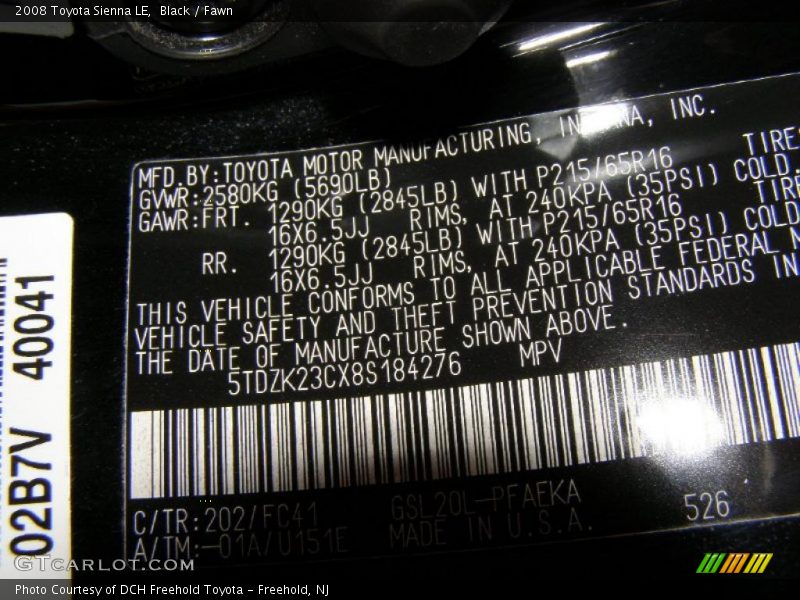 2008 Toyota Sienna LE, Black / Fawn
MFD.BY:TOYOTA MOTOR MANUFACTURING, INDIANA, INC.
GVWR:2580KG (5690LB)
GAWR:FRT. 1290KG (2845LB) WITH P215/65R16 TIRES
16X6.5JJ RIMS, AT 240KPA (35PSI) COLD.
RR. 1290KG (2845LB) WITH P215/65R16 TIRE
16X6.5JJ RIMS, AT 240KPA (35PSI) COLD
THIS VEHICLE CONFORMS TO ALL APPLICABLE FEDERAL
VEHICLE SAFETY AND THEFT PREVENTION STANDARDS IN
THE DATE OF MANUFACTURE SHOWN ABOVE.
5TDZK23CX8S184276 MPV
C/TR:202/FC41 GSL20L-PFAEKA 526
A/TM:-01A/U151E MADE IN U.S.A.
02B7V 40041
GTCARLOT.COM
Photo Courtesy of DCH Freehold Toyota - Freehold, NJ